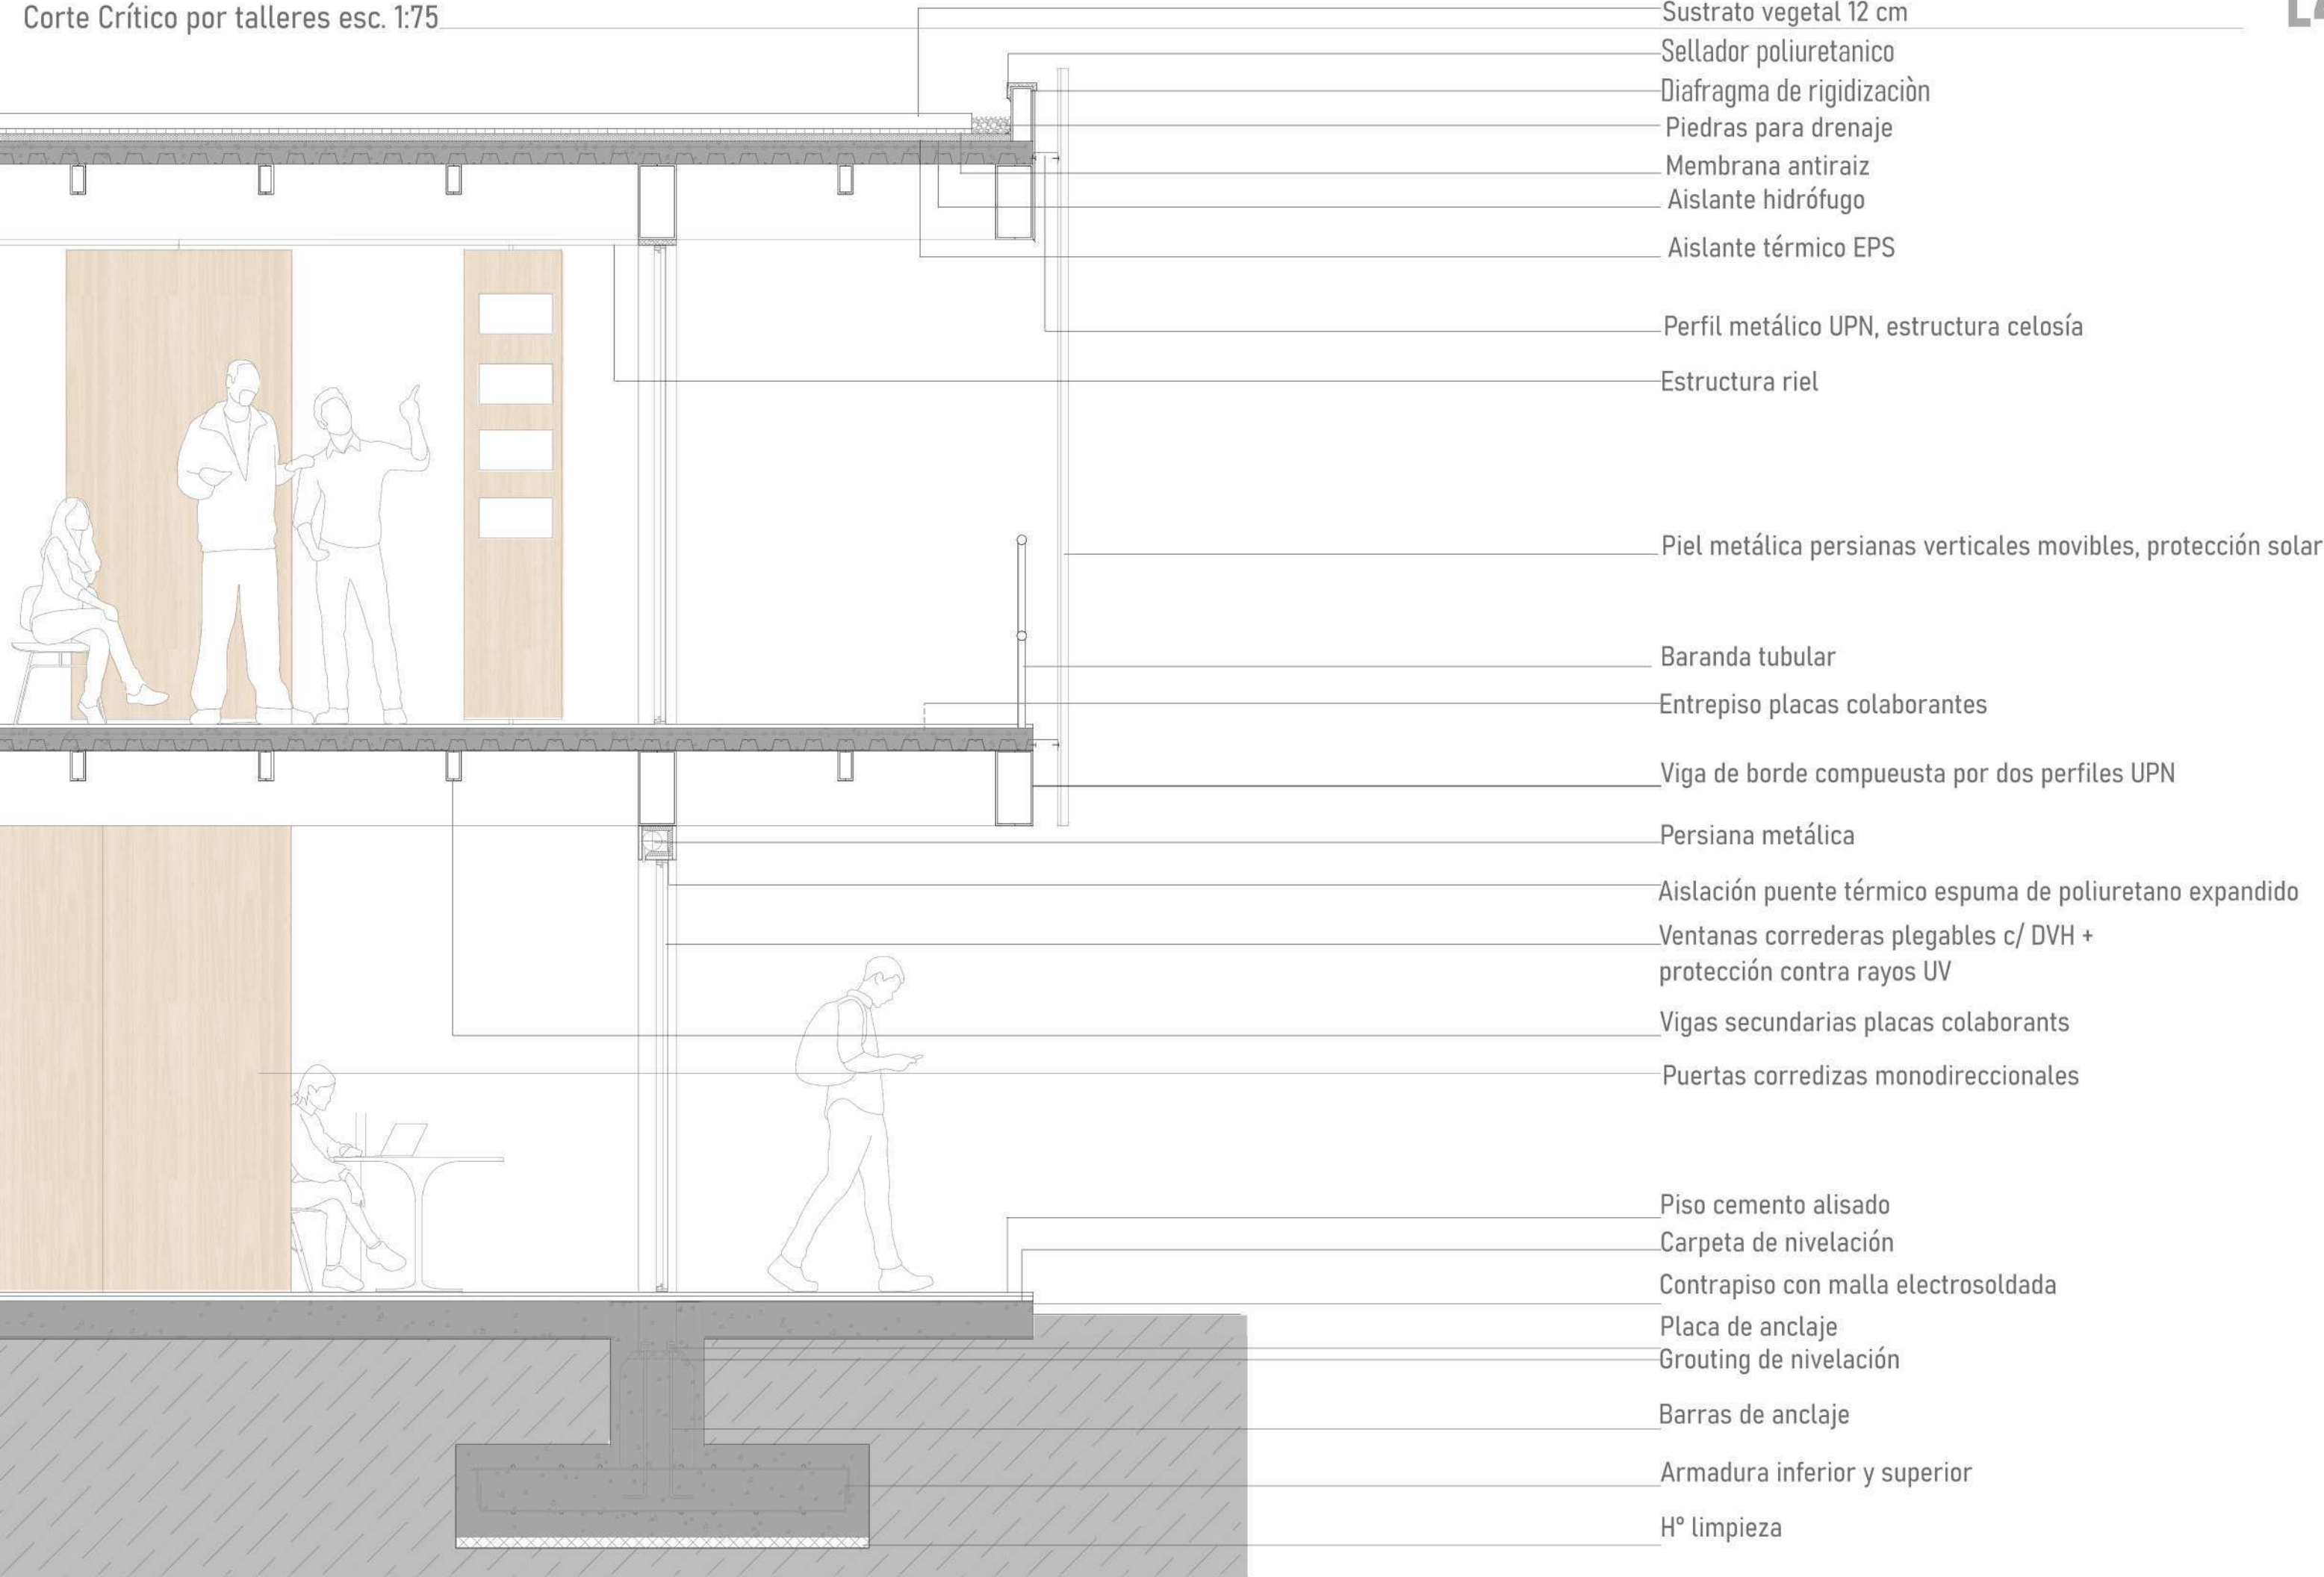 Corte Crítico por talleres esc. 1:75
Sustrato vegetal 12 cm
Sellador poliuretanico
Diafragma de rigidizaciòn
Piedras para drenaje
Membrana antiraiz
Aislante hidrófugo
Aislante térmico EPS
Perfil metálico UPN, estructura celosía
Estructura riel
Piel metálica persianas verticales movibles, protección solar
Baranda tubular
Entrepiso placas colaborantes
Viga de borde compueusta por dos perfiles UPN
Persiana metálica
Aislación puente térmico espuma de poliuretano expandido
Ventanas correderas plegables c/ DVH +
protección contra rayos UV
Vigas secundarias placas colaborants
Puertas corredizas monodireccionales
Piso cemento alisado
Carpeta de nivelación
Contrapiso con malla electrosoldada
Placa de anclaje
Grouting de nivelación
Barras de anclaje
Armadura inferior y superior
H° limpieza